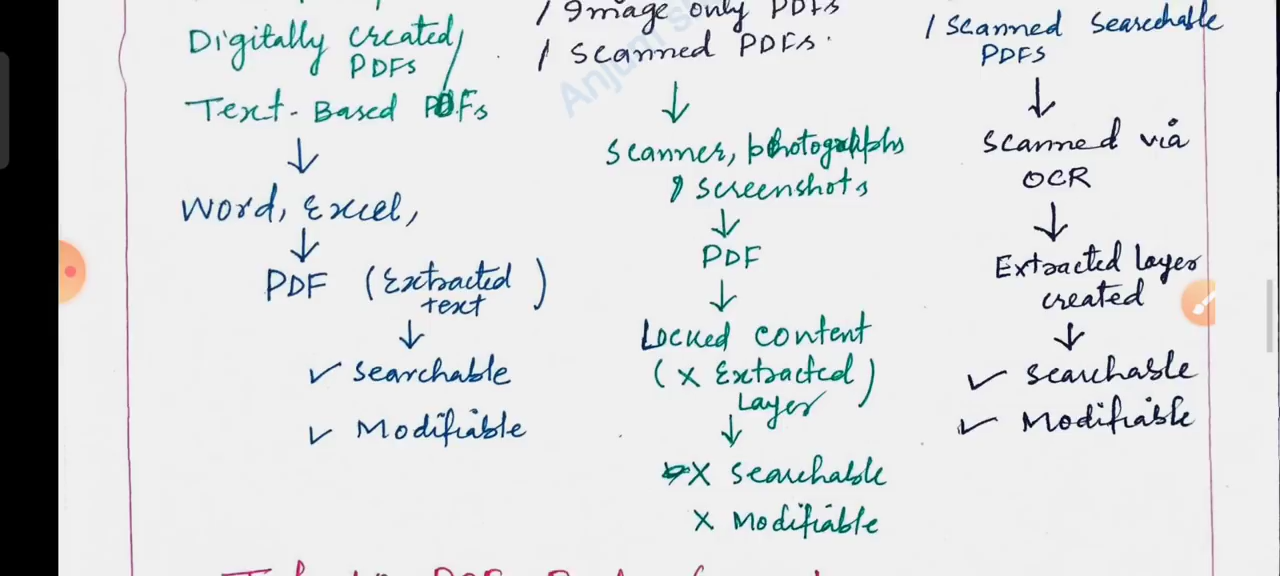 Digitally created/
PDFs
Text-Based PDFs
Word, Excel,
PDF (Extracted
text)
✓ Searchable
✓ Modifiable
/ Image only PDFs
/ Scanned PDFs.
Scanner, photographs
, screenshots
PDF
Locked content
(X Extracted)
Layer
X Searchable
X Modifiable
/ Scanned Searchable
PDFs
Scanned via
OCR
Extracted layer
created
✓ Searchable
✓ Modifiable
Anjum